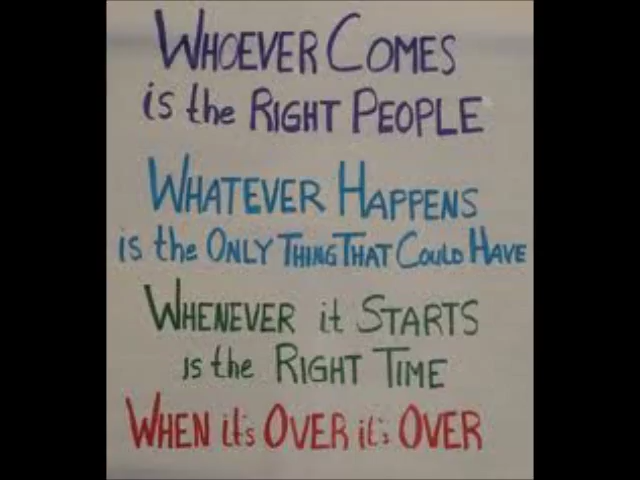 WHOEVER COMES
is the RIGHT PEOPLE
WHATEVER HAPPENS
is the ONLY THING THAT COULD HAVE
WHENEVER it STARTS
is the RIGHT TIME
WHEN it's OVER it's OVER